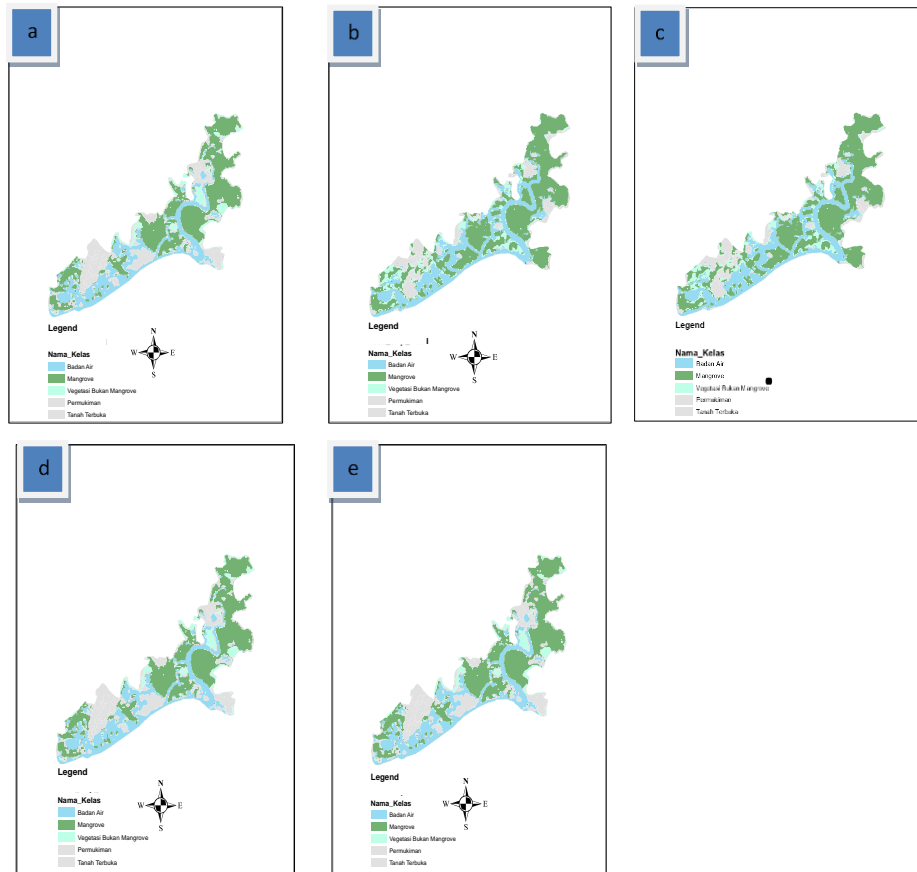 a
Legend
N
W E
S
Nama_Kelas
Badan Air
Mangrove
Vegetasi Bukan Mangrove
Permukiman
Tanah Terbuka
b
Legend
N
W E
S
Nama_Kelas
Badan Air
Mangrove
Vegetasi Bukan Mangrove
Permukiman
Tanah Terbuka
c
Legend
Nama_Kelas
Badan Air
Mangrove
Vegetasi Bukan Mangrove
Permukiman
Tanah Terbuka
d
Legend
N
W E
S
Nama_Kelas
Badan Air
Mangrove
Vegetasi Bukan Mangrove
Permukiman
Tanah Terbuka
e
Legend
N
W E
S
Nama_Kelas
Badan Air
Mangrove
Vegetasi Bukan Mangrove
Permukiman
Tanah Terbuka